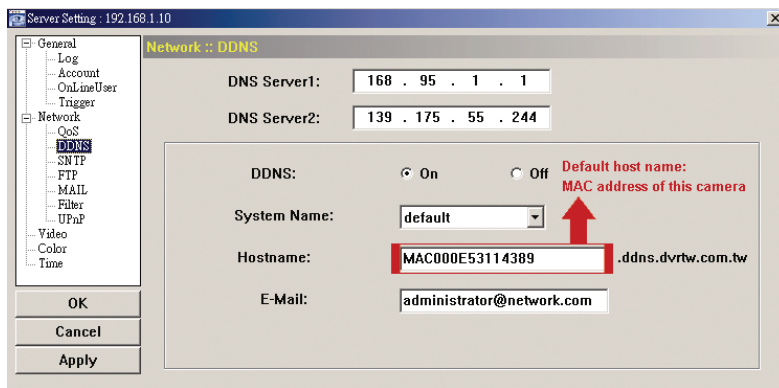 Server Setting : 192.168.1.10
General
Log
Account
OnLineUser
Trigger
Network
QoS
DDNS
SNTP
FTP
MAIL
Filter
UPnP
Video
Color
Time
OK
Cancel
Apply
Network :: DDNS
DNS Server1: 168 . 95 . 1 . 1
DNS Server2: 139 . 175 . 55 . 244
DDNS: On Off
Default host name:
MAC address of this camera
System Name: default
Hostname: MAC000E53114389 .ddns.dvrtw.com.tw
E-Mail: administrator@network.com